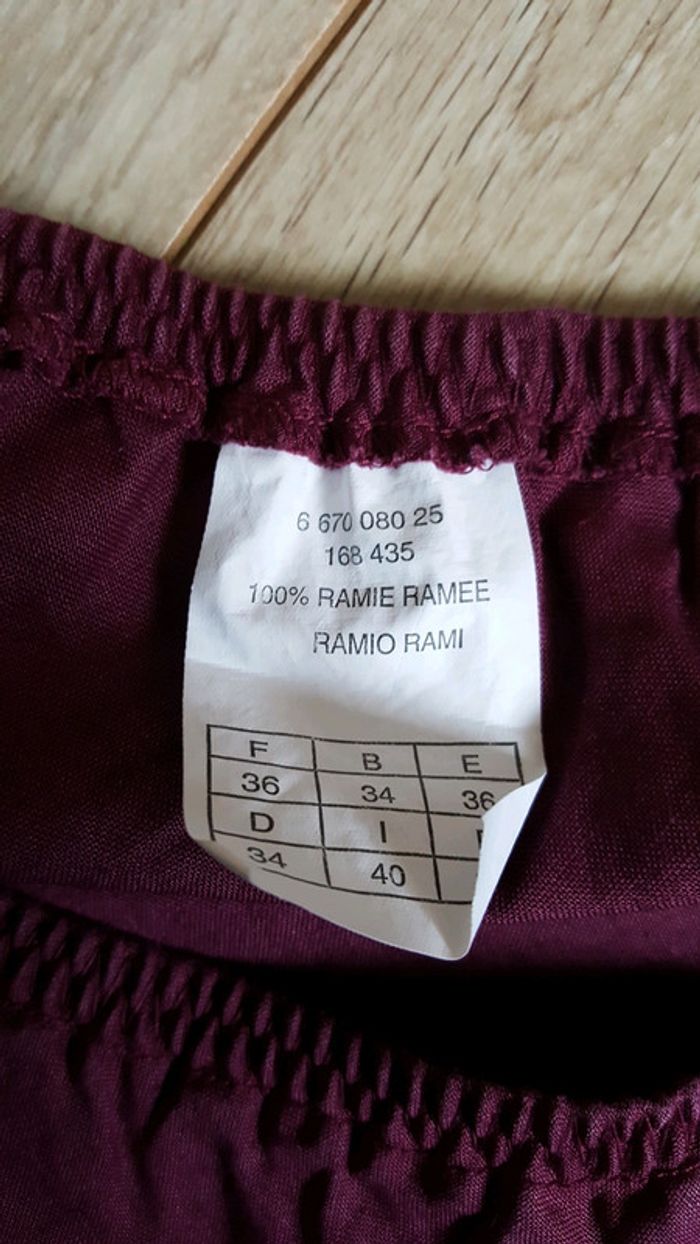 6 670 080 25
168 435
100% RAMIE RAMEE
RAMIO RAMI
F B E
36 34 36
D I
34 40